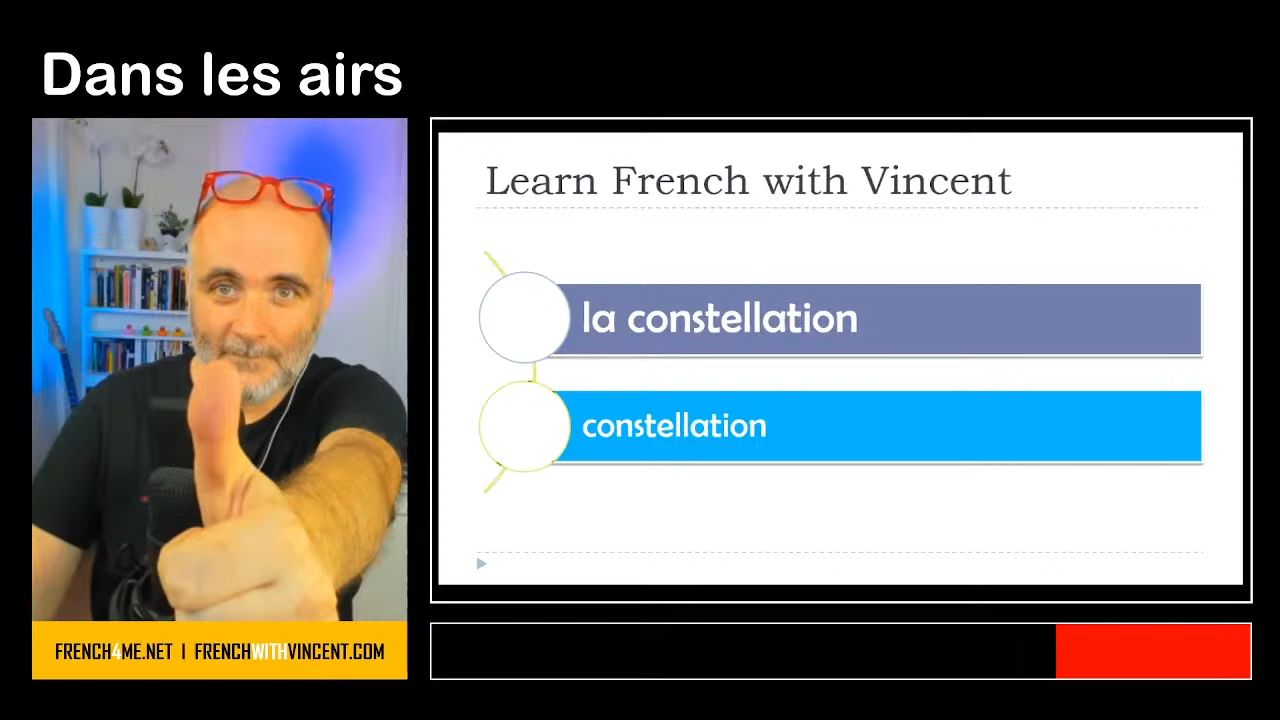 Dans les airs
Learn French with Vincent
la constellation
constellation
FRENCH4ME.NET | FRENCHWITHVINCENT.COM